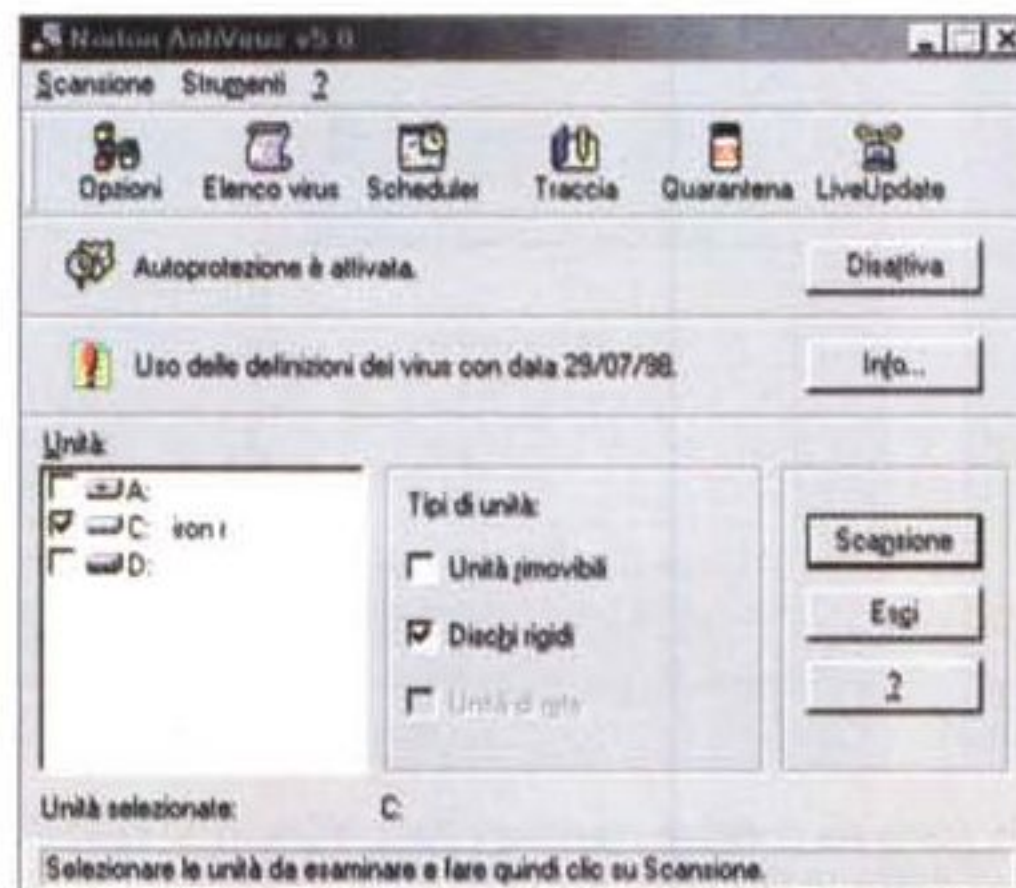 Norton AntiVirus v5.0
Scansione Strumenti ?
Opzioni Elenco virus Scheduler Traccia Quarantena LiveUpdate
Autoprotezione è attivata. Disattiva
Uso delle definizioni dei virus con data 29/07/98. Info...
Unità:
A:
C: iron
D:
Tipi di unità:
Unità rimovibili
Dischi rigidi
Unità di rete
Scansione
Esci
?
Unità selezionate: C:
Selezionare le unità da esaminare e fare quindi clic su Scansione.